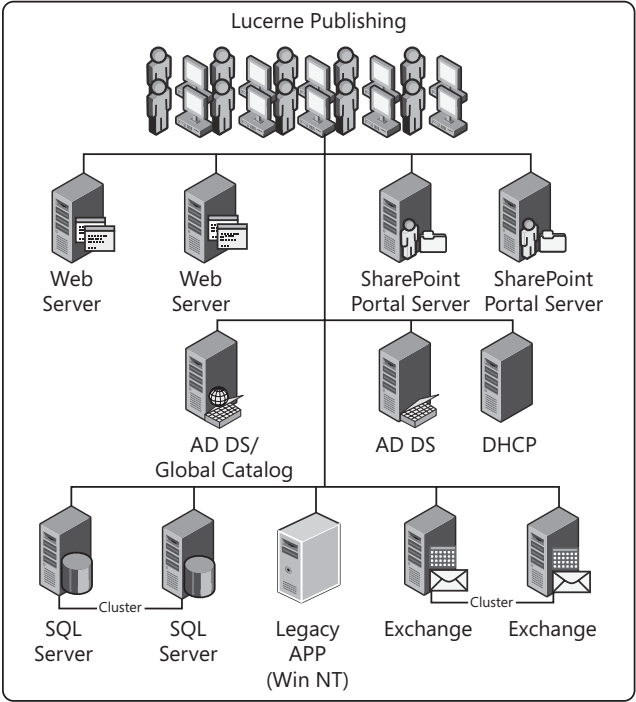 Lucerne Publishing
Web
Server
Web
Server
SharePoint
Portal Server
SharePoint
Portal Server
AD DS/
Global Catalog
AD DS
DHCP
Cluster
Cluster
SQL
Server
SQL
Server
Legacy
APP
(Win NT)
Exchange
Exchange